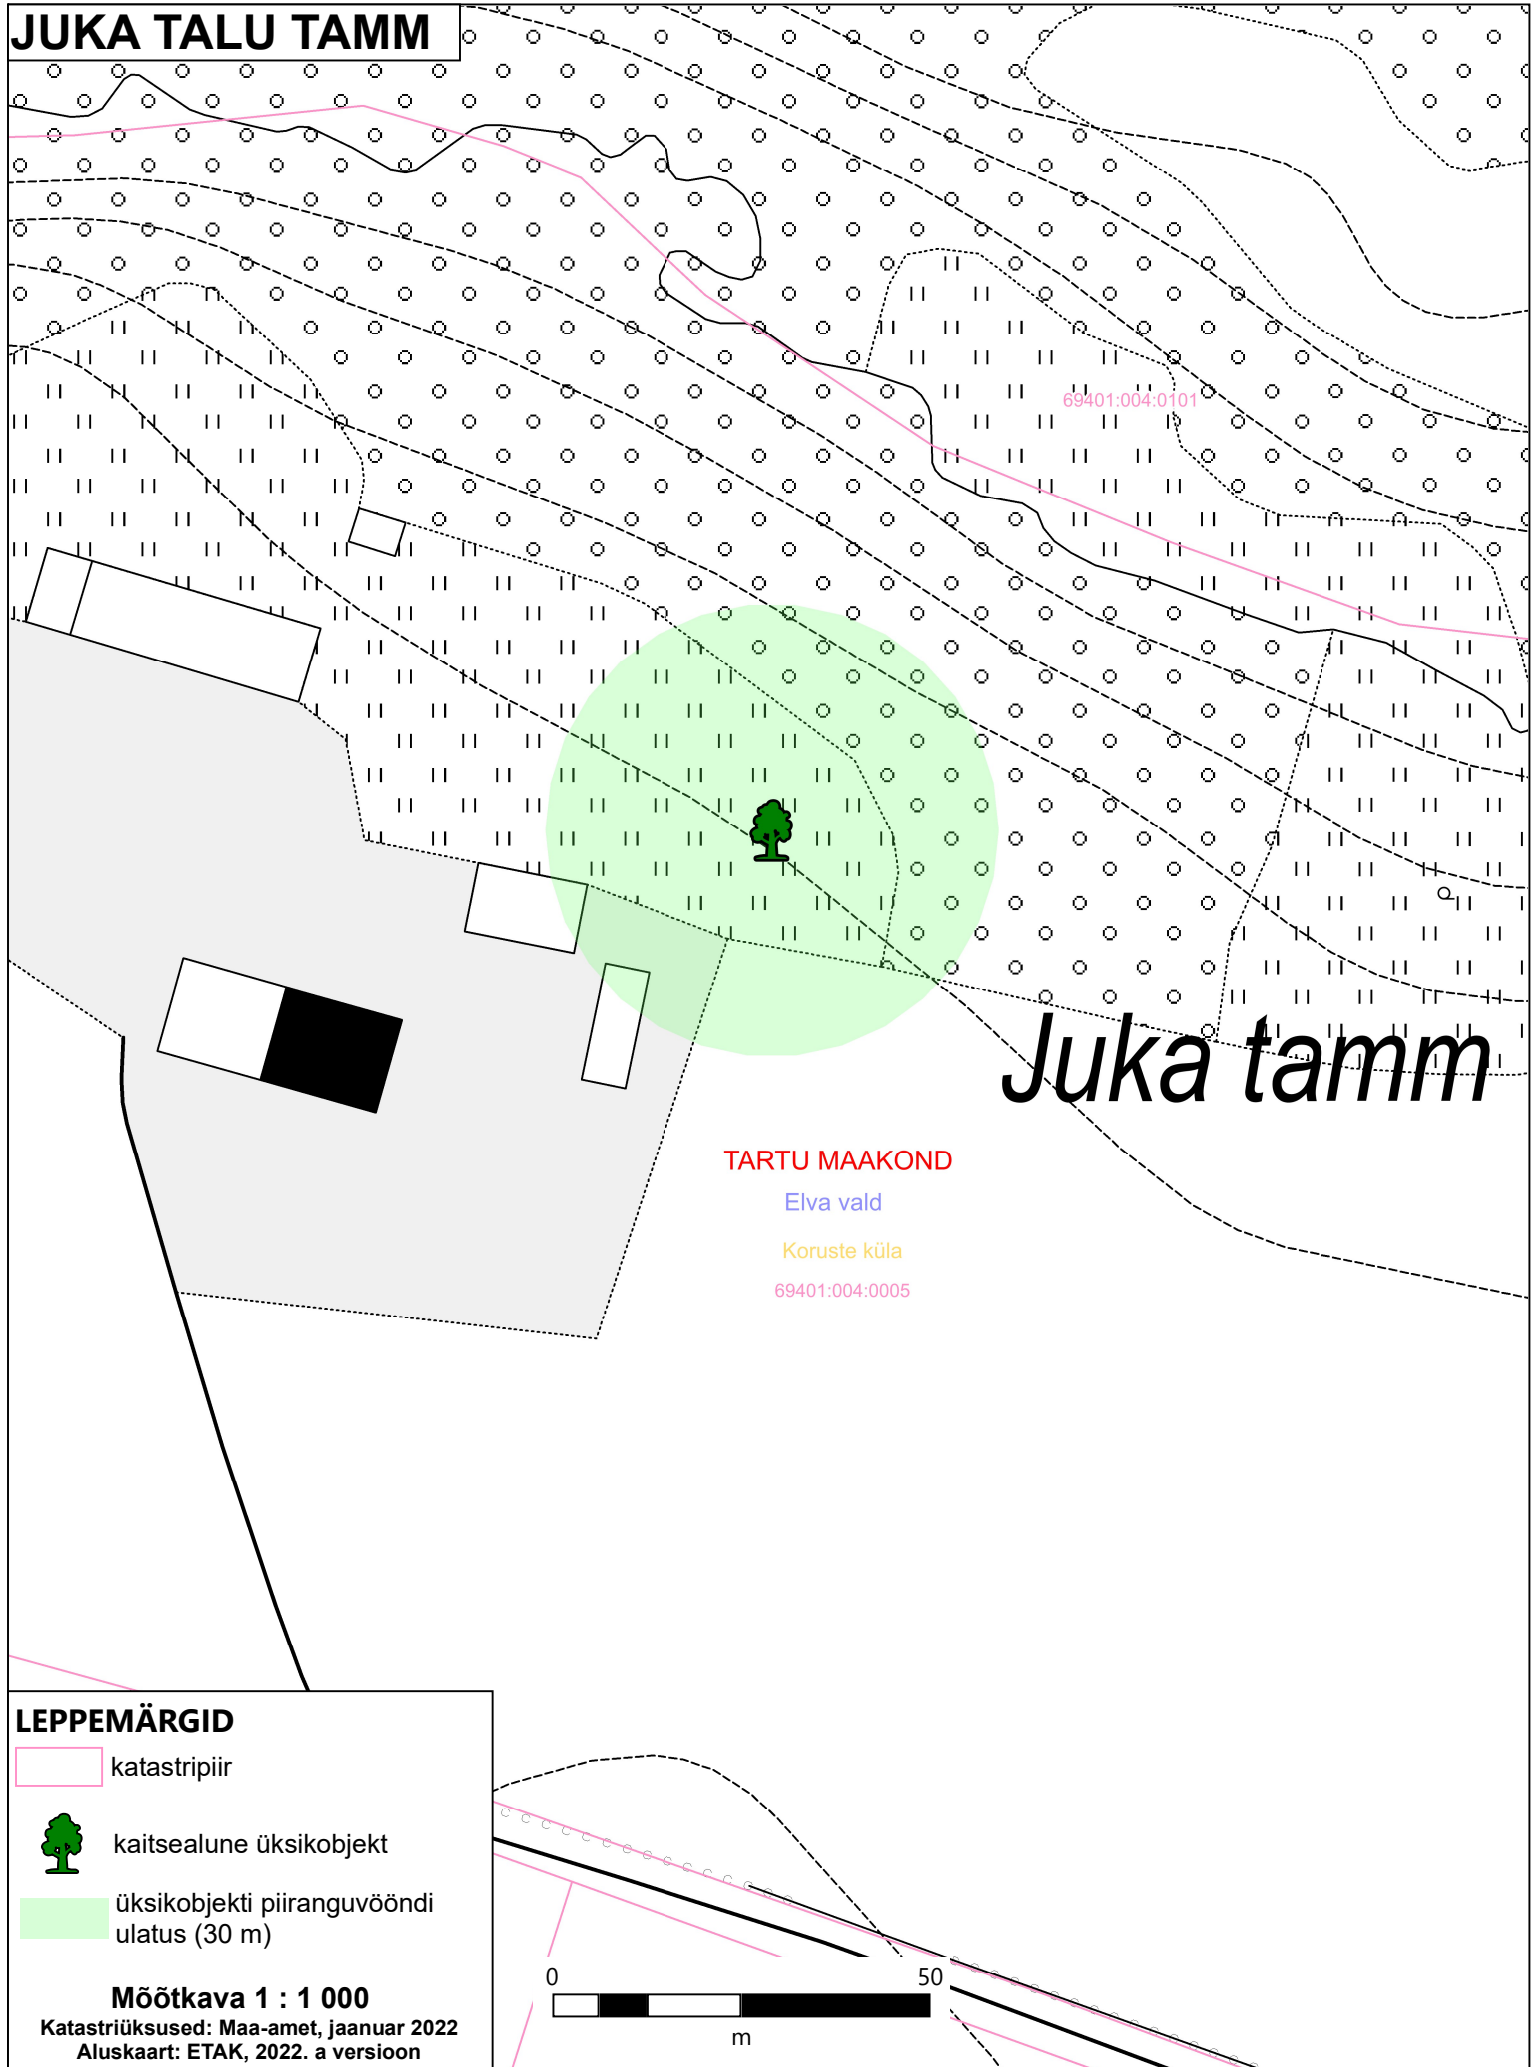 JUKA TALU TAMM
69401:004:0101
Juka tamm
TARTU MAAKOND
Elva vald
Koruste küla
69401:004:0005
LEPPEMÄRGID
katastripiir
kaitsealune üksikobjekt
üksikobjekti piiranguvööndi
ulatus (30 m)
Mõõtkava 1 : 1 000
Katastriüksused: Maa-amet, jaanuar 2022
Aluskaart: ETAK, 2022. a versioon
0 50
m